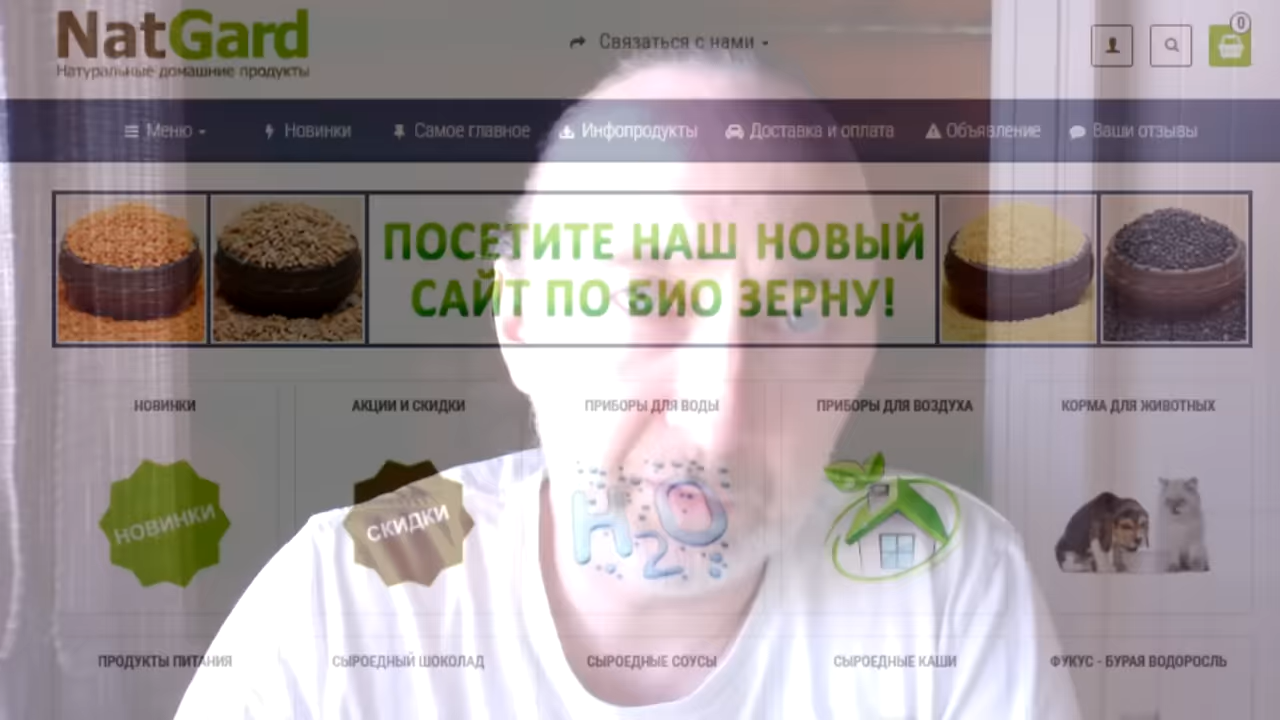 NatGard
Натуральные домашние продукты
Связаться с нами
0
Меню Новинки Самое главное Инфопродукты Доставка и оплата Объявление Ваши отзывы
ПОСЕТИТЕ НАШ НОВЫЙ
САЙТ ПО БИО ЗЕРНУ!
НОВИНКИ АКЦИИ И СКИДКИ ПРИБОРЫ ДЛЯ ВОДЫ ПРИБОРЫ ДЛЯ ВОЗДУХА КОРМА ДЛЯ ЖИВОТНЫХ
НОВИНКИ СКИДКИ H2O
ПРОДУКТЫ ПИТАНИЯ СЫРОЕДНЫЙ ШОКОЛАД СЫРОЕДНЫЕ СОУСЫ СЫРОЕДНЫЕ КАШИ ФУКУС - БУРАЯ ВОДОРОСЛЬ